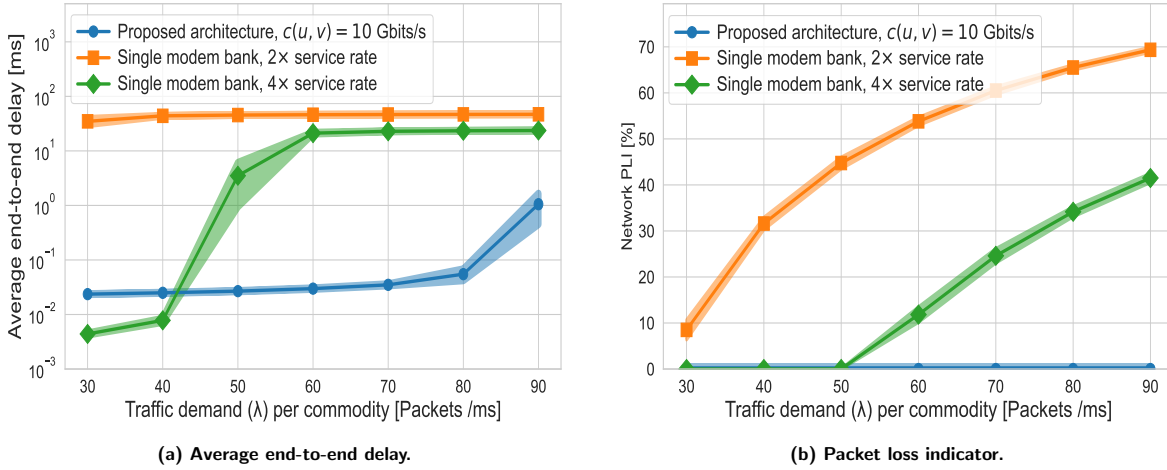 Average end-to-end delay [ms]
10³
10²
10¹
10⁰
10⁻¹
10⁻²
10⁻³
Proposed architecture, c(u, v) = 10 Gbits/s
Single modem bank, 2× service rate
Single modem bank, 4× service rate
30 40 50 60 70 80 90
Traffic demand (λ) per commodity [Packets /ms]
(a) Average end-to-end delay.
Network PLI [%]
70
60
50
40
30
20
10
0
Proposed architecture, c(u, v) = 10 Gbits/s
Single modem bank, 2× service rate
Single modem bank, 4× service rate
30 40 50 60 70 80 90
Traffic demand (λ) per commodity [Packets /ms]
(b) Packet loss indicator.